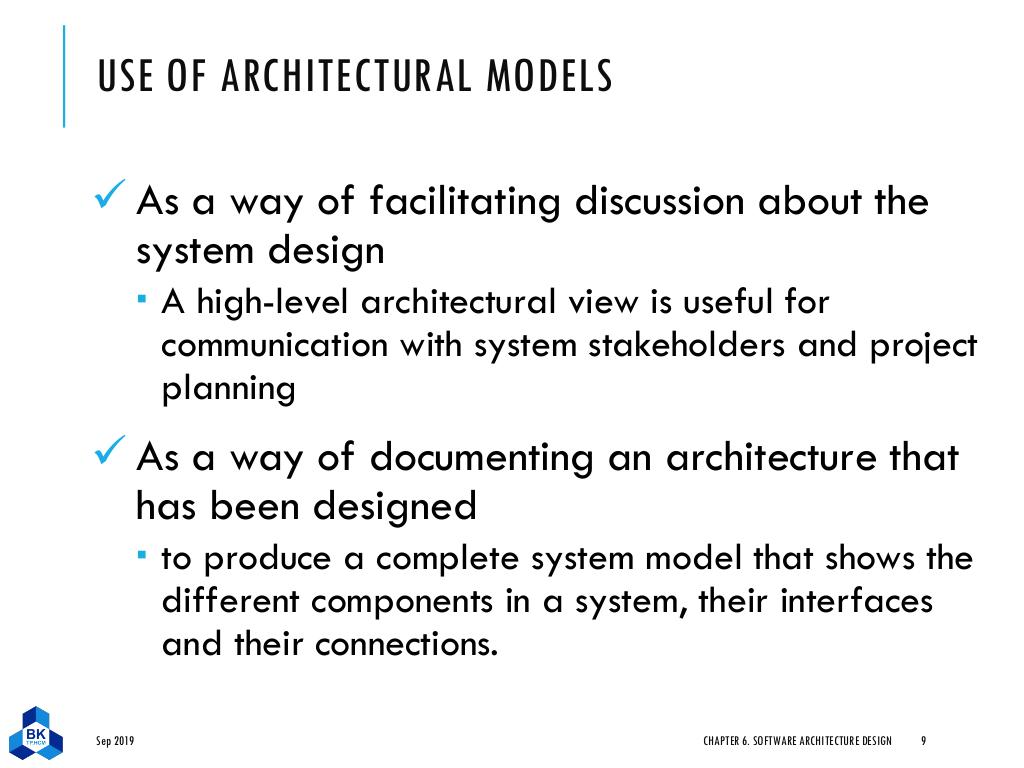 USE OF ARCHITECTURAL MODELS
✓ As a way of facilitating discussion about the
system design
▪ A high-level architectural view is useful for
communication with system stakeholders and project
planning
✓ As a way of documenting an architecture that
has been designed
▪ to produce a complete system model that shows the
different components in a system, their interfaces
and their connections.
BK
TP.HCM
Sep 2019
CHAPTER 6. SOFTWARE ARCHITECTURE DESIGN
9